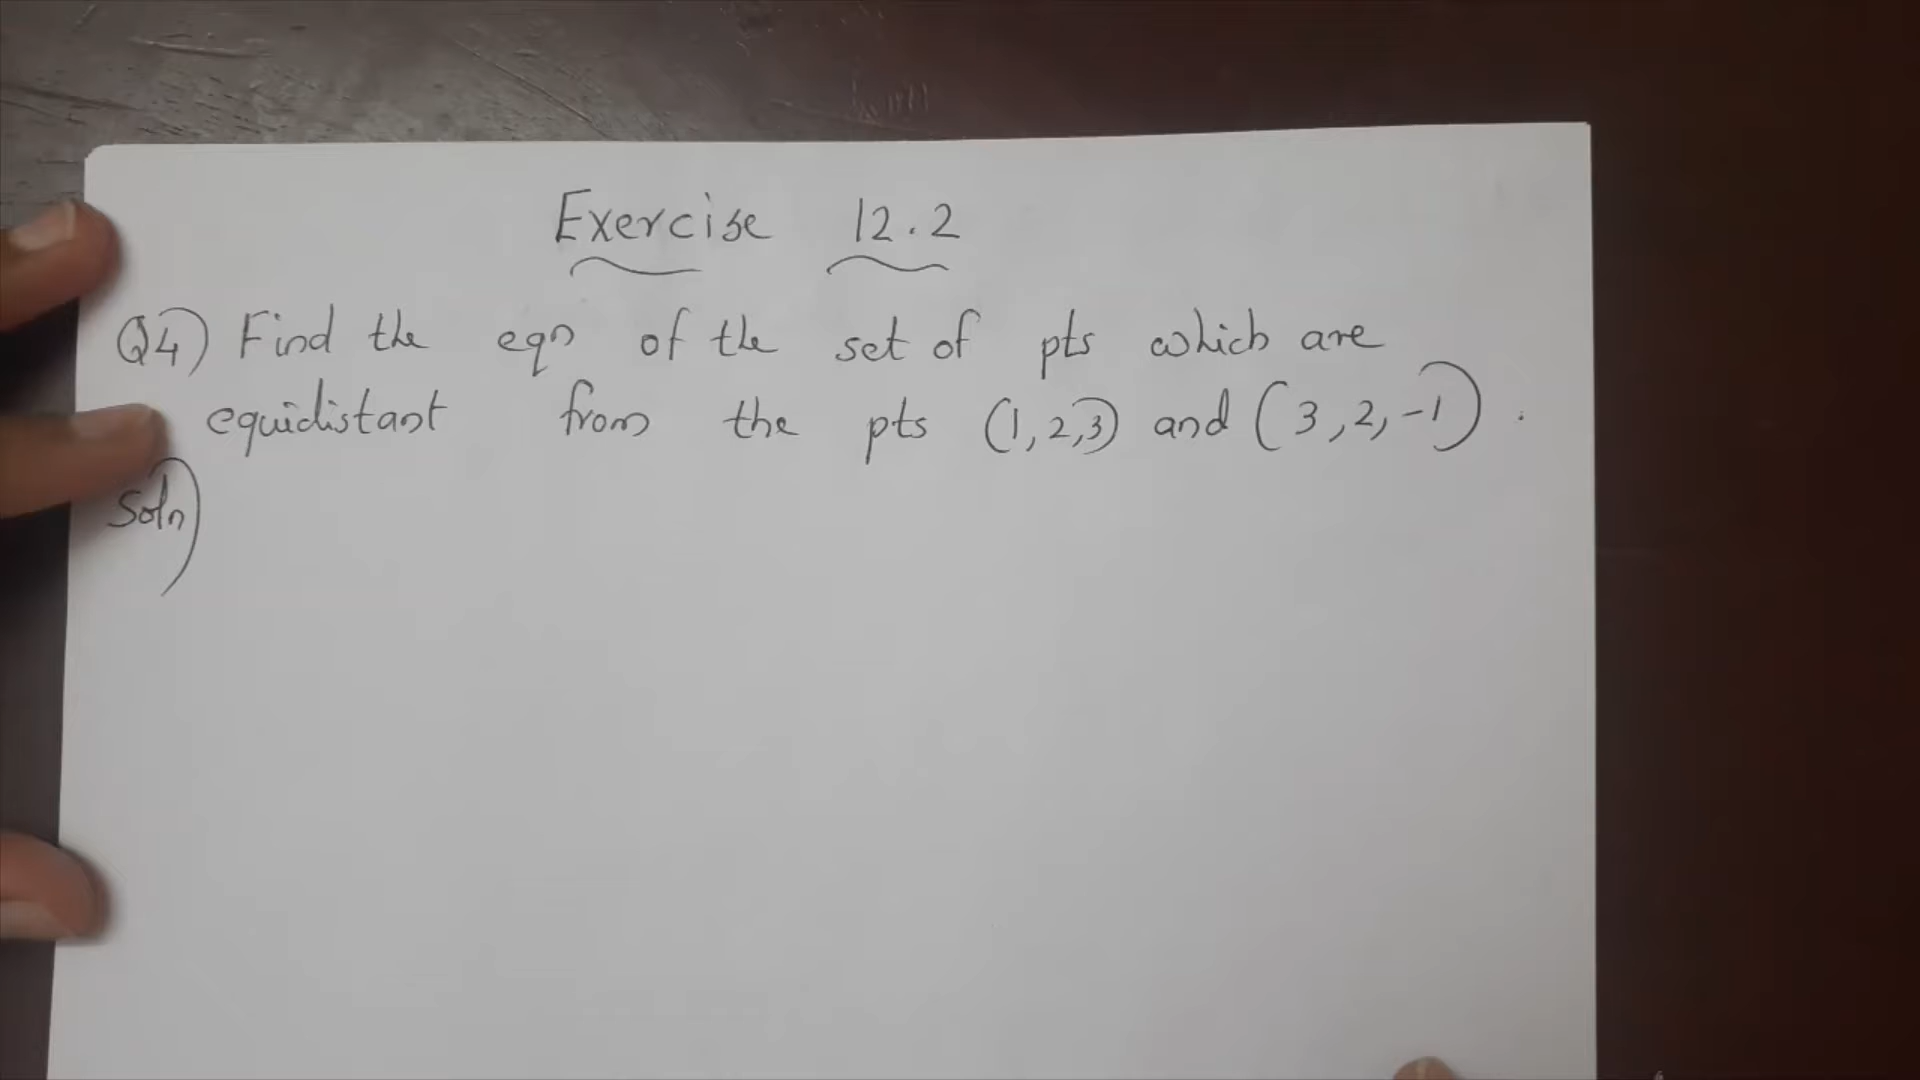 Exercise 12.2
Q4) Find the eqn of the set of pts which are
equidistant from the pts (1,2,3) and (3,2,-1).
Soln)